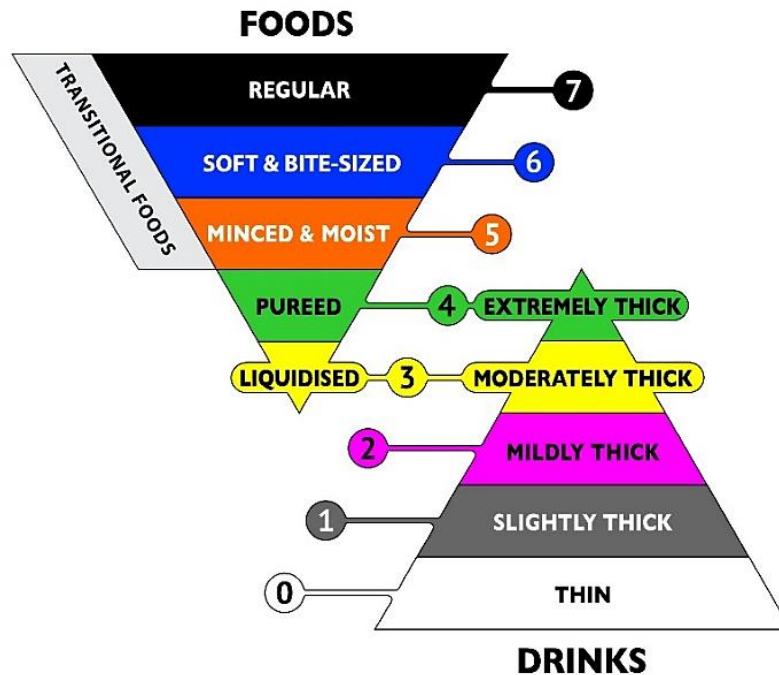 FOODS
TRANSITIONAL FOODS
REGULAR 7
SOFT & BITE-SIZED 6
MINCED & MOIST 5
PUREED 4 EXTREMELY THICK
LIQUIDISED 3 MODERATELY THICK
2 MILDLY THICK
1 SLIGHTLY THICK
0 THIN
DRINKS